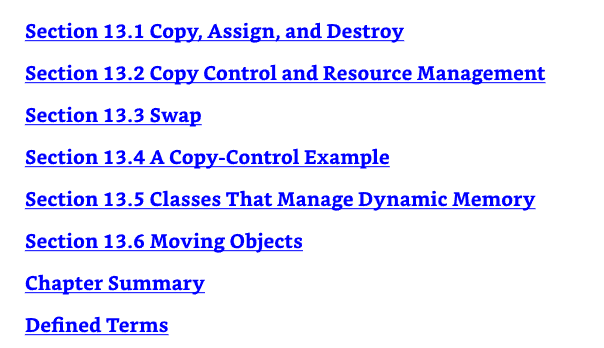 Section 13.1 Copy, Assign, and Destroy
Section 13.2 Copy Control and Resource Management
Section 13.3 Swap
Section 13.4 A Copy-Control Example
Section 13.5 Classes That Manage Dynamic Memory
Section 13.6 Moving Objects
Chapter Summary
Defined Terms